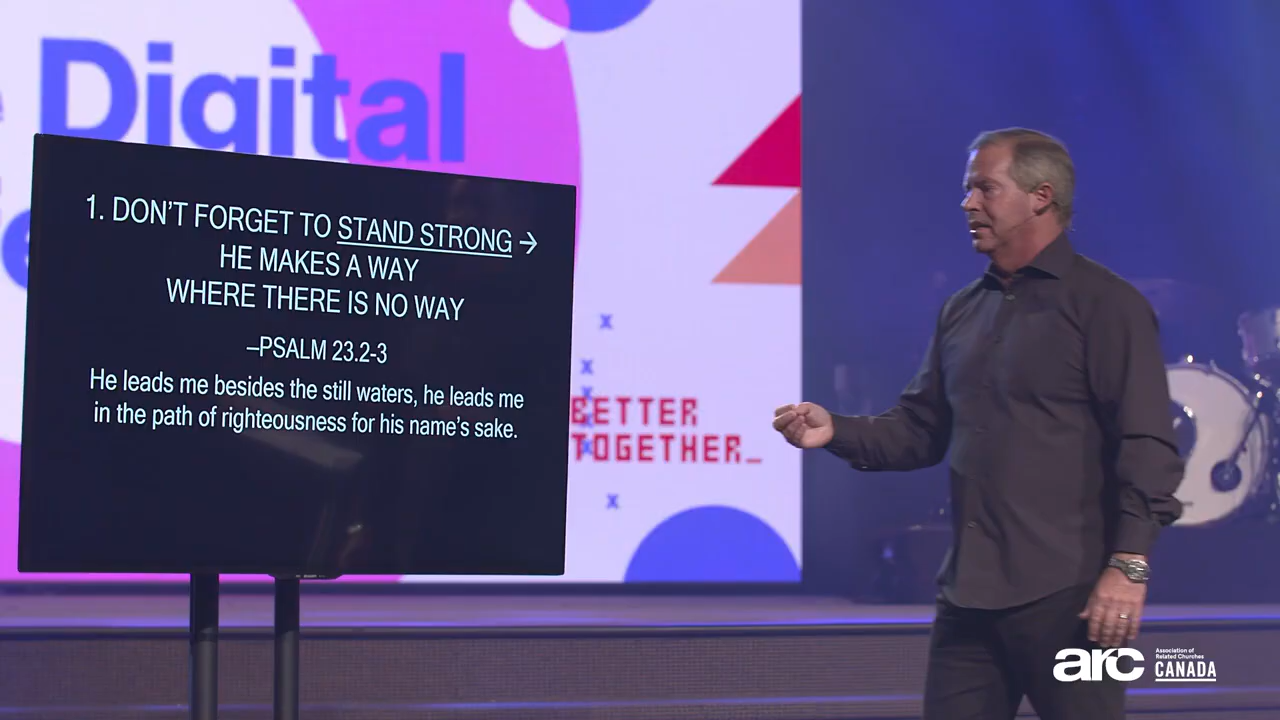 Digital
1. DON'T FORGET TO STAND STRONG →
HE MAKES A WAY
WHERE THERE IS NO WAY
–PSALM 23.2-3
He leads me besides the still waters, he leads me
in the path of righteousness for his name's sake.
BETTER
TOGETHER_
arc
Association of
Related Churches
CANADA